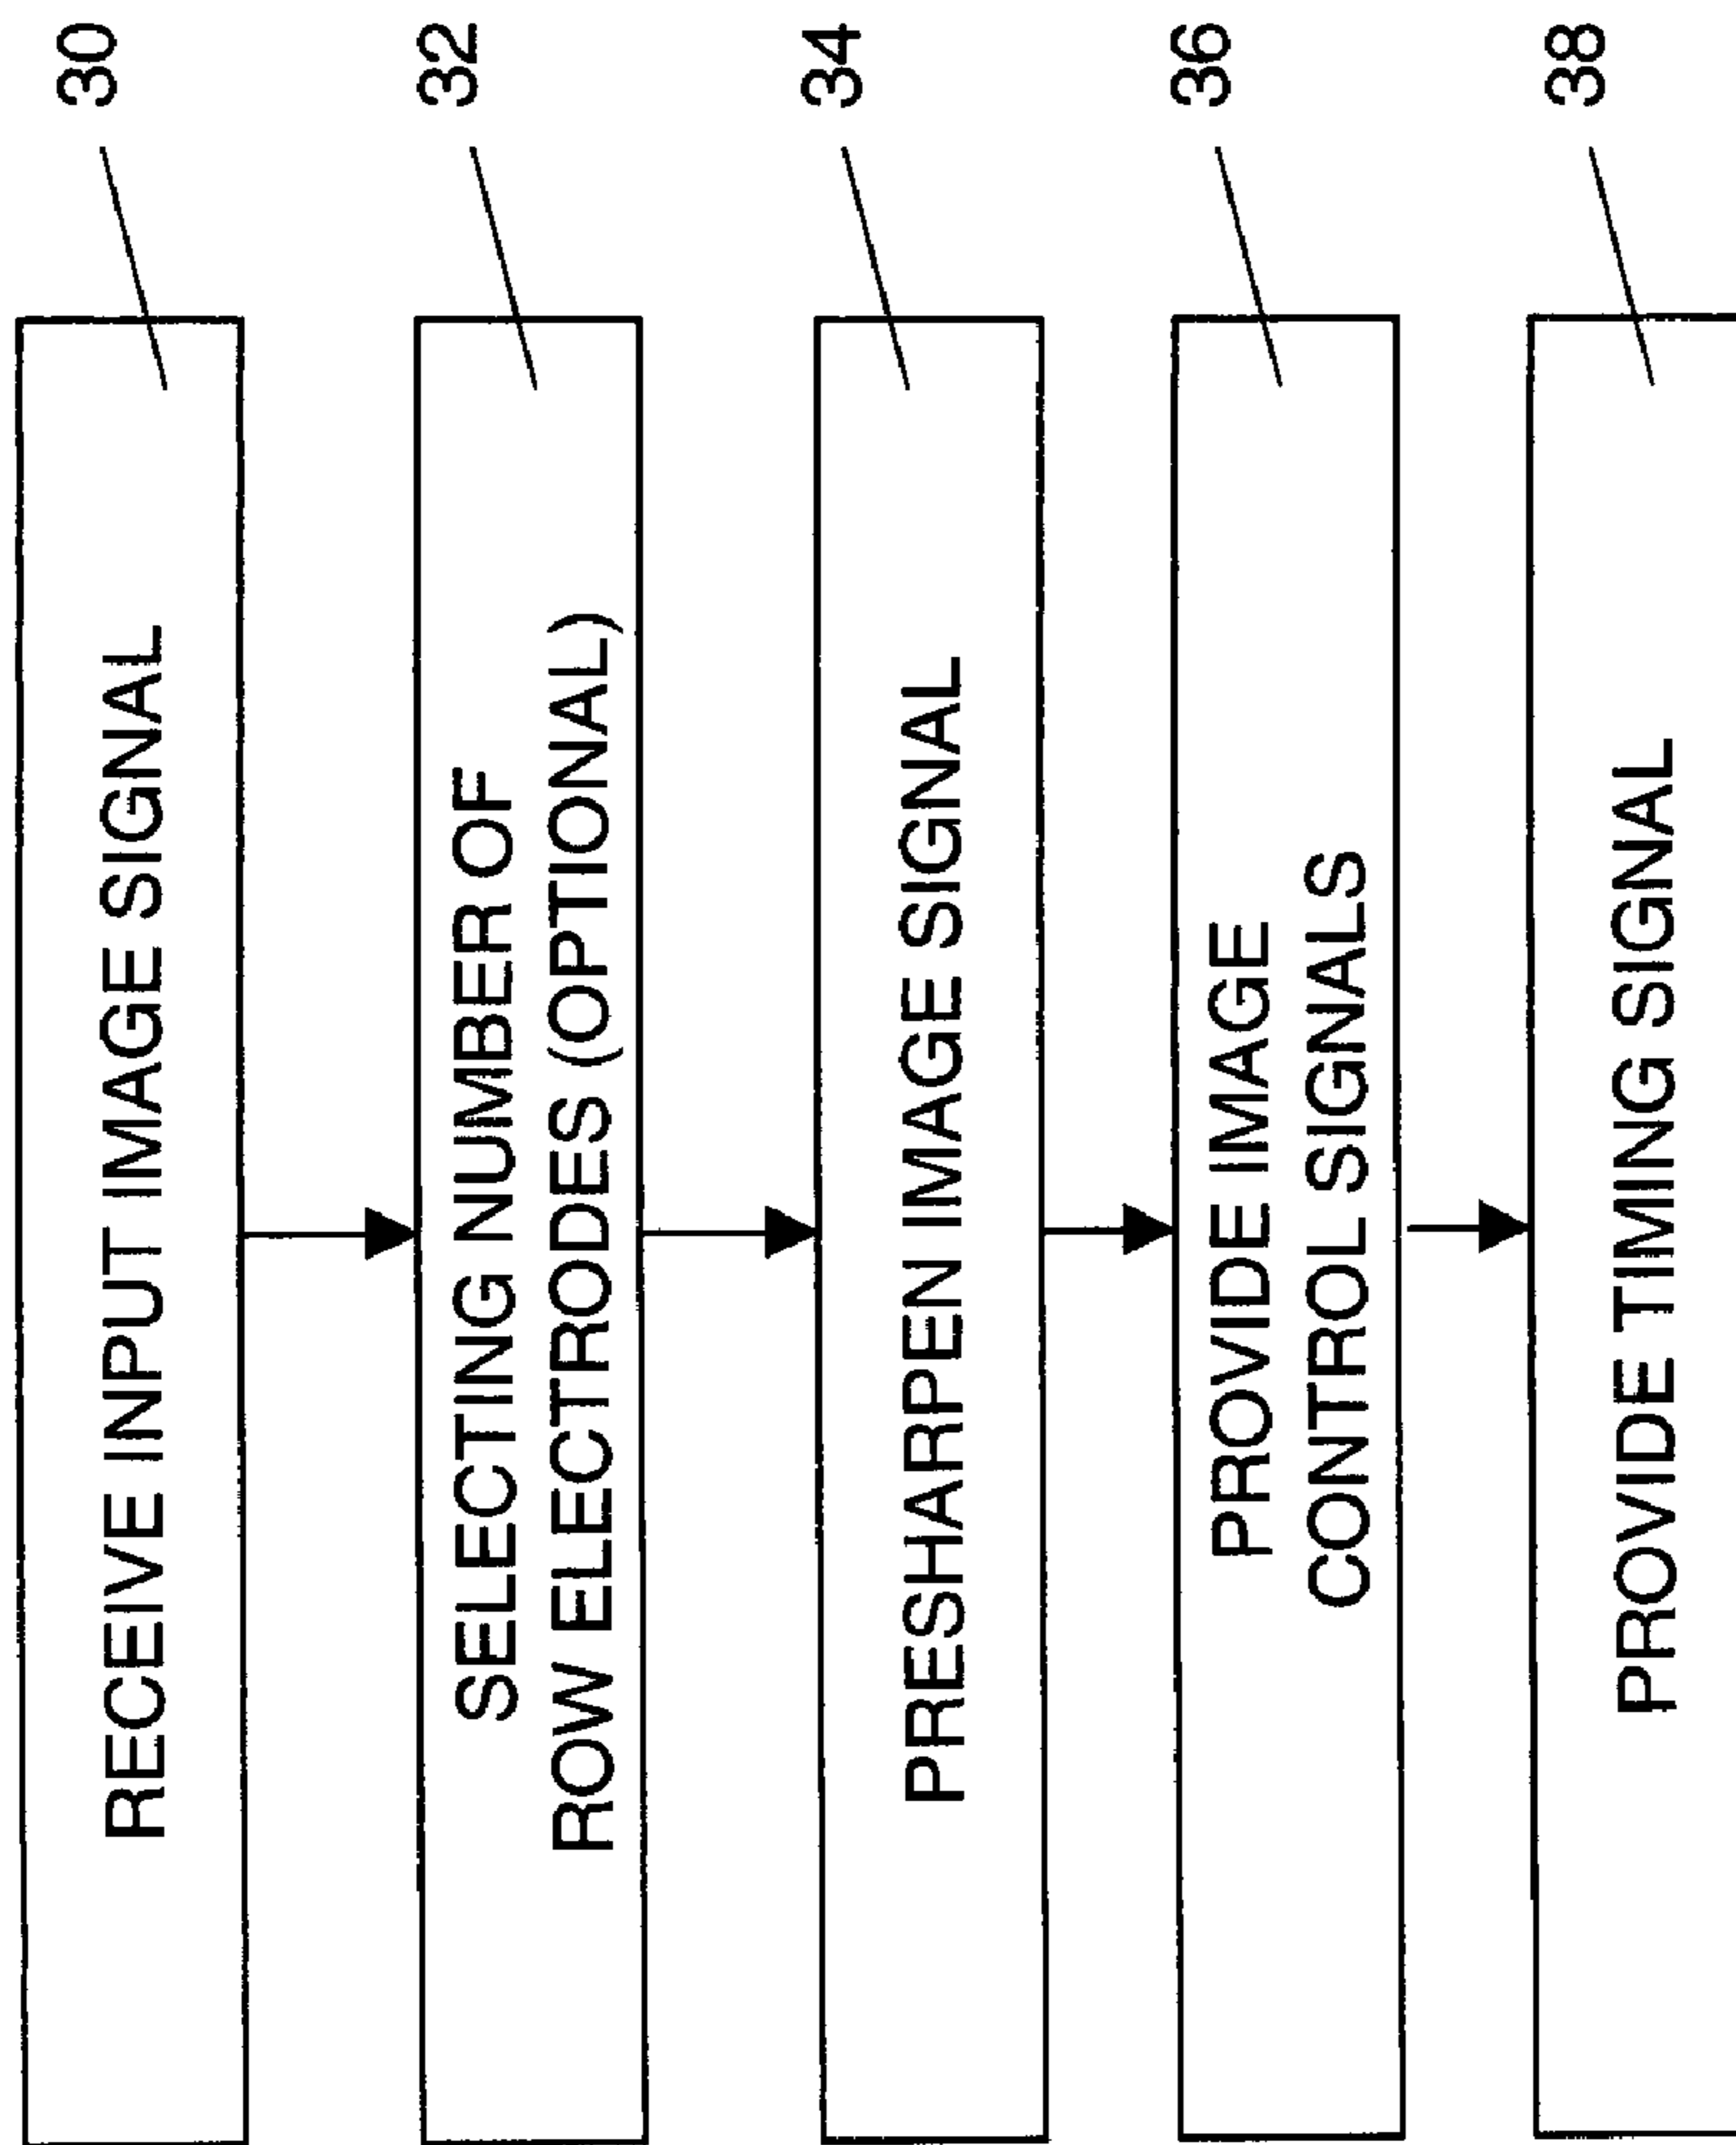 RECEIVE INPUT IMAGE SIGNAL
30
SELECTING NUMBER OF
ROW ELECTRODES (OPTIONAL)
32
PRESHARPEN IMAGE SIGNAL
34
PROVIDE IMAGE
CONTROL SIGNALS
36
PROVIDE TIMING SIGNAL
38